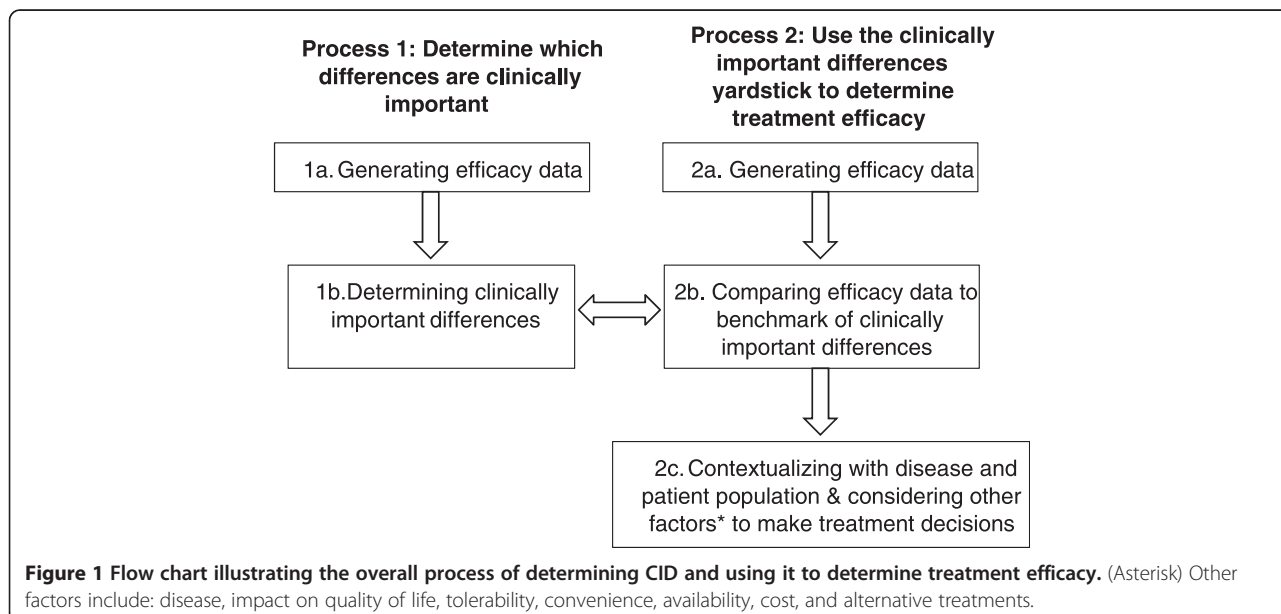 Process 1: Determine which
differences are clinically
important
Process 2: Use the clinically
important differences
yardstick to determine
treatment efficacy
1a. Generating efficacy data
2a. Generating efficacy data
1b.Determining clinically
important differences
2b. Comparing efficacy data to
benchmark of clinically
important differences
2c. Contextualizing with disease and
patient population & considering other
factors* to make treatment decisions
Figure 1 Flow chart illustrating the overall process of determining CID and using it to determine treatment efficacy. (Asterisk) Other
factors include: disease, impact on quality of life, tolerability, convenience, availability, cost, and alternative treatments.